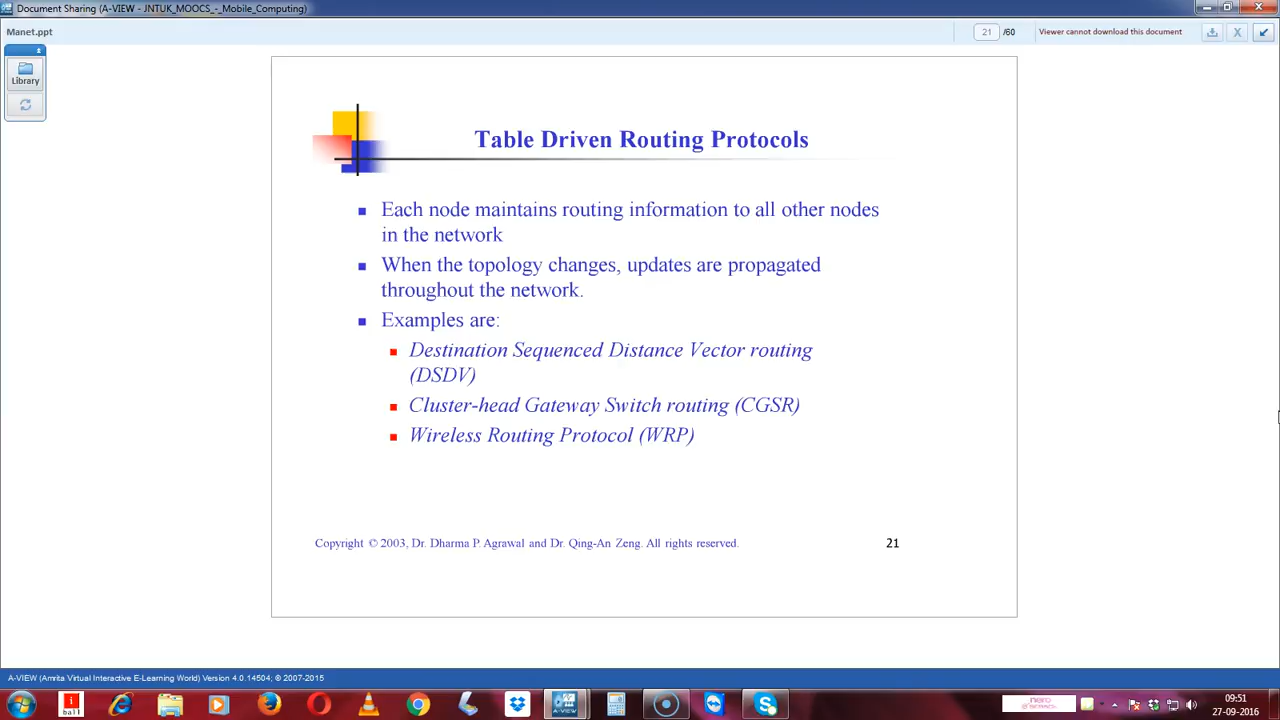 Document Sharing (A-VIEW - JNTUK_MOOCS_-_Mobile_Computing)
Manet.ppt
21 /60 Viewer cannot download this document
Library
Table Driven Routing Protocols
Each node maintains routing information to all other nodes
in the network
When the topology changes, updates are propagated
throughout the network.
Examples are:
Destination Sequenced Distance Vector routing
(DSDV)
Cluster-head Gateway Switch routing (CGSR)
Wireless Routing Protocol (WRP)
Copyright © 2003, Dr. Dharma P. Agrawal and Dr. Qing-An Zeng. All rights reserved. 21
A-VIEW (Amrita Virtual Interactive E-Learning World) Version 4.0.14504; © 2007-2015
09:51
27-09-2016